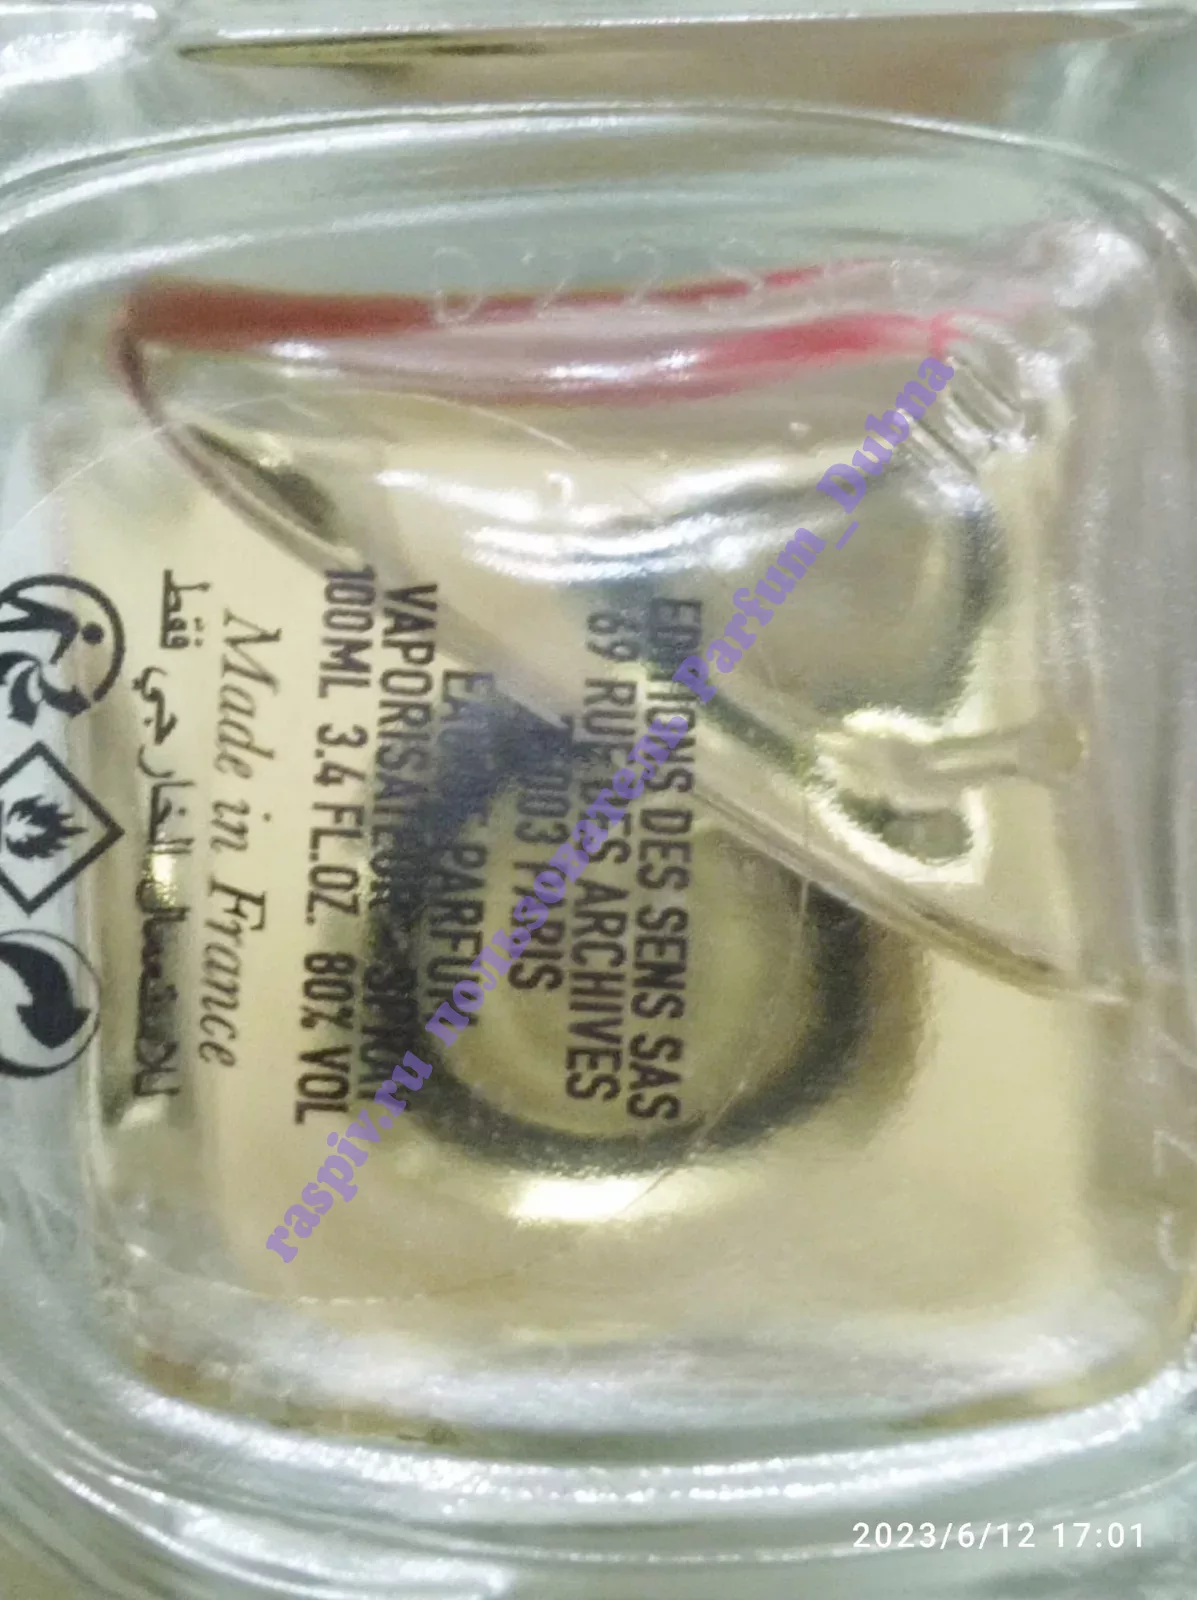 EDITIONS DES SENS SAS
69 RUE DES ARCHIVES
75003 PARIS
EAU DE PARFUM
VAPORISATEUR - SPRAY
100ML 3.4 FL.OZ. 80% VOL
Made in France
للاستعمال الخارجي فقط
raspiv.ru пользователь Parfum_Dubna
2023/6/12 17:01